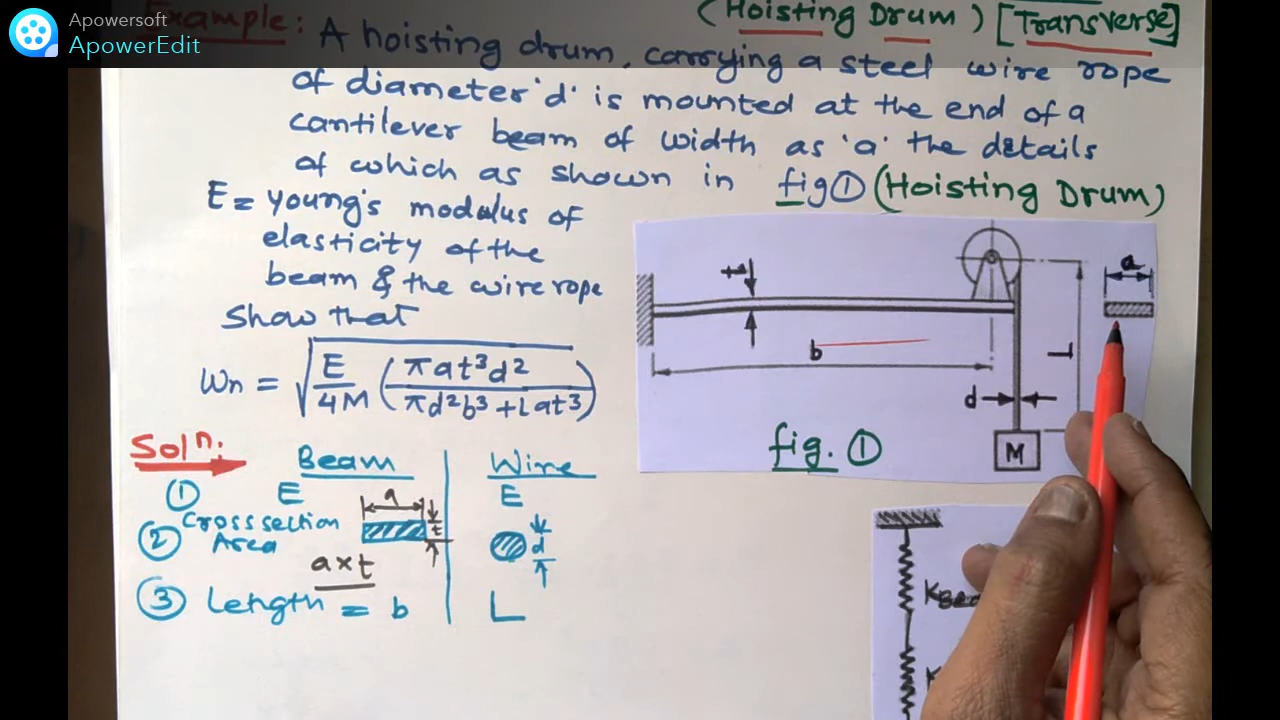 Apowersoft
ApowerEdit
(Hoisting Drum) [Transverse]
Example: A hoisting drum, carrying a steel wire rope
of diameter 'd' is mounted at the end of a
cantilever beam of width as 'a' the details
of which as shown in fig ① (Hoisting Drum)
E = young's modulus of
elasticity of the
beam & the wire rope
Show that
Wn = √(E/4M (πat³d²/πd²b³+Lat³))
t
a
b
L
d
M
fig. ①
Soln:
Beam
Wire
① E E
② Cross section Area a t d
a×t
③ Length = b L